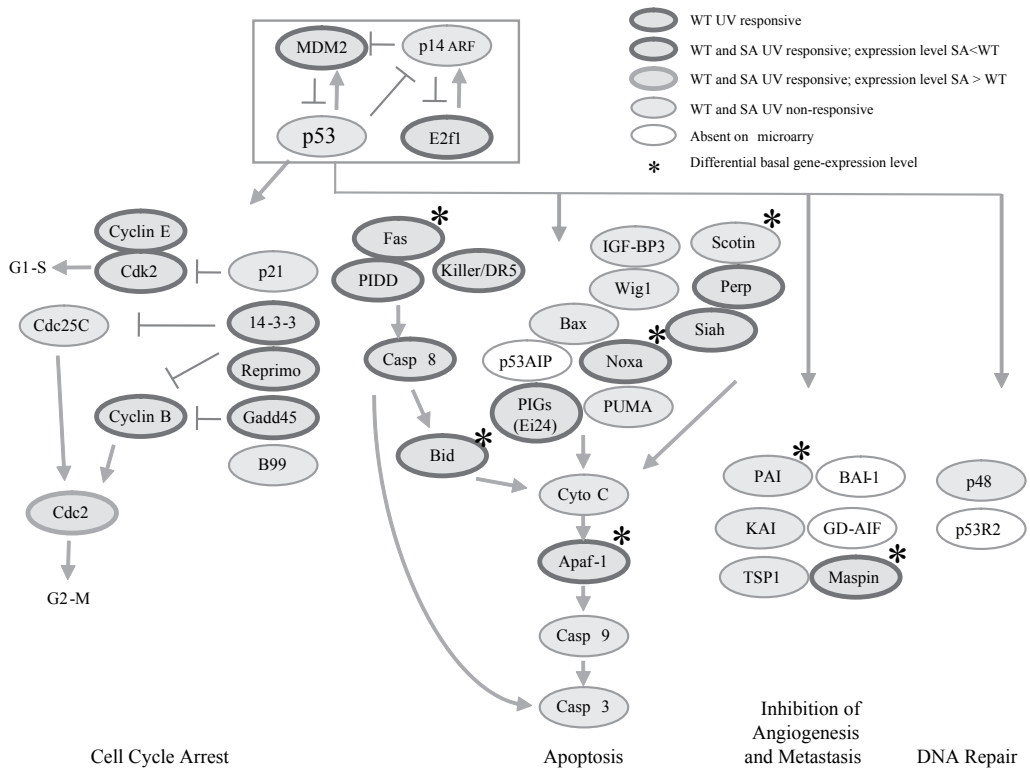 WT UV responsive
WT and SA UV responsive; expression level SA<WT
WT and SA UV responsive; expression level SA > WT
WT and SA UV non-responsive
Absent on microarry
* Differential basal gene-expression level
MDM2
p14 ARF
p53
E2f1
Cyclin E
Cdk2
G1-S
p21
Cdc25C
14-3-3
Reprimo
Cyclin B
Gadd45
B99
Cdc2
G2-M
Fas
*
PIDD
Killer/DR5
Casp 8
Bid
*
IGF-BP3
Scotin
*
Wig1
Perp
Bax
Siah
p53AIP
Noxa
*
PIGs
(Ei24)
PUMA
Cyto C
Apaf-1
*
Casp 9
Casp 3
PAI
*
BAI-1
KAI
GD-AIF
TSP1
Maspin
*
p48
p53R2
Cell Cycle Arrest
Apoptosis
Inhibition of
Angiogenesis
and Metastasis
DNA Repair